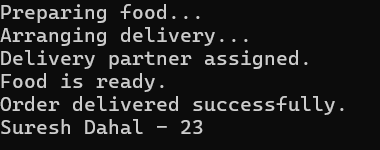 Preparing food...
Arranging delivery...
Delivery partner assigned.
Food is ready.
Order delivered successfully.
Suresh Dahal - 23